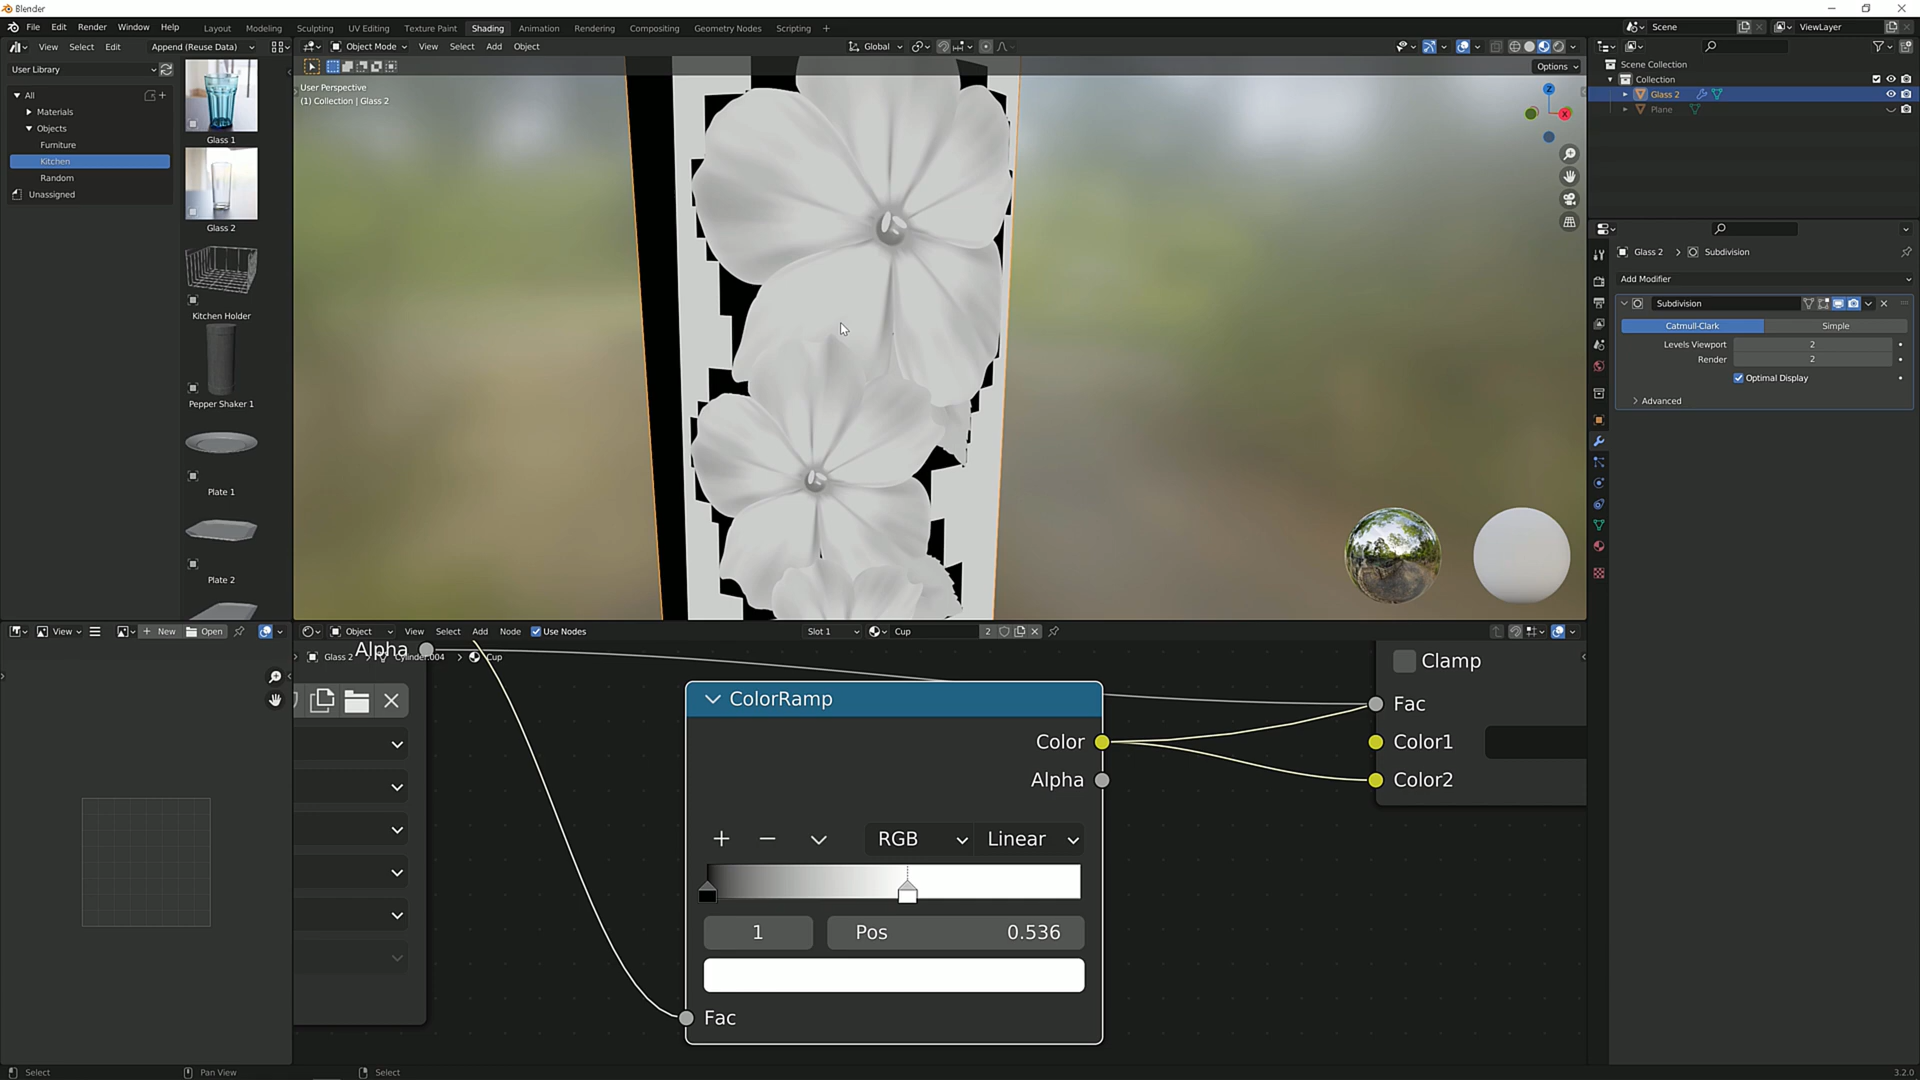 Blender
File Edit Render Window Help
Layout Modeling Sculpting UV Editing Texture Paint Shading Animation Rendering Compositing Geometry Nodes Scripting +
Scene
ViewLayer
View Select Edit Append (Reuse Data)
Object Mode View Select Add Object
Global
User Library
All
Materials
Objects
Furniture
Kitchen
Random
Unassigned
Glass 1
Glass 2
Kitchen Holder
Pepper Shaker 1
Plate 1
Plate 2
Options
User Perspective
(1) Collection | Glass 2
Z
X
Scene Collection
Collection
Glass 2
Plane
Glass 2 > Subdivision
Add Modifier
Subdivision
Catmull-Clark Simple
Levels Viewport 2
Render 2
Optimal Display
Advanced
View
+ New Open
Object View Select Add Node Use Nodes
Slot 1
Cup 2
Glass 2 > Cylinder.004 > Cup
Alpha
ColorRamp
Color
Alpha
RGB Linear
1 Pos 0.536
Fac
Clamp
Fac
Color1
Color2
Select Pan View Select
3.2.0